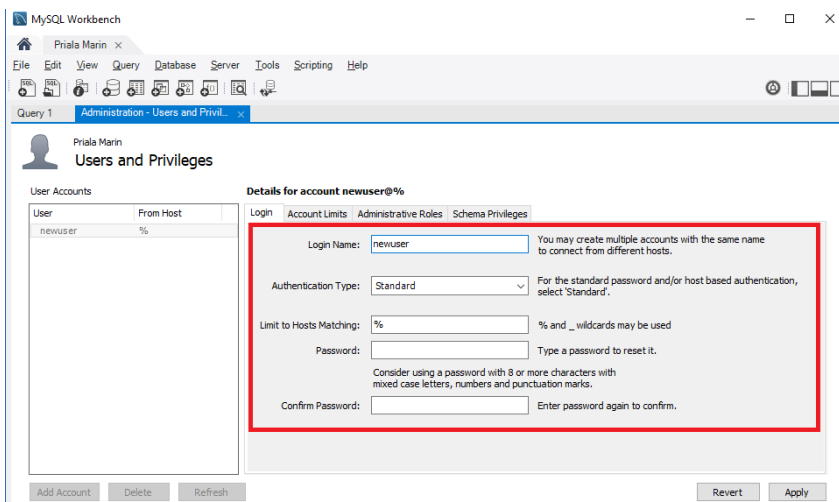 MySQL Workbench
Priala Marin
File Edit View Query Database Server Tools Scripting Help
Query 1 Administration - Users and Privil...
Priala Marin
Users and Privileges
User Accounts
User From Host
newuser %
Details for account newuser@%
Login Account Limits Administrative Roles Schema Privileges
Login Name: newuser You may create multiple accounts with the same name
to connect from different hosts.
Authentication Type: Standard For the standard password and/or host based authentication,
select 'Standard'.
Limit to Hosts Matching: % % and _ wildcards may be used
Password: Type a password to reset it.
Consider using a password with 8 or more characters with
mixed case letters, numbers and punctuation marks.
Confirm Password: Enter password again to confirm.
Add Account Delete Refresh Revert Apply